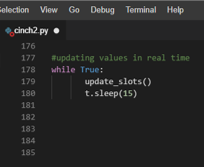 Selection View Go Debug Terminal Help
cinch2.py
176
177 #updating values in real time
178 while True:
179 update_slots()
180 t.sleep(15)
181
182
183
184
185